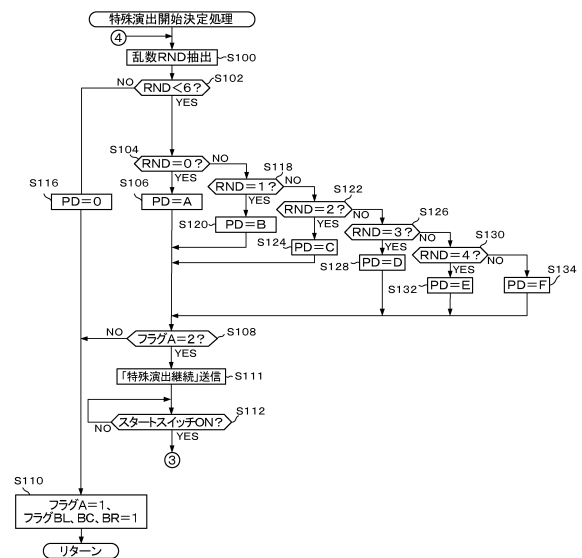 特殊演出開始決定処理
④
乱数RND抽出
S100
RND<6?
S102
NO
YES
S104
RND=0?
NO
YES
S118
RND=1?
NO
YES
S122
RND=2?
NO
YES
S126
RND=3?
NO
YES
S130
RND=4?
NO
YES
S116
PD=0
S106
PD=A
S120
PD=B
S124
PD=C
S128
PD=D
S132
PD=E
S134
PD=F
NO
フラグA=2?
S108
YES
「特殊演出継続」送信
S111
スタートスイッチON?
S112
NO
YES
③
S110
フラグA=1、
フラグBL、BC、BR=1
リターン